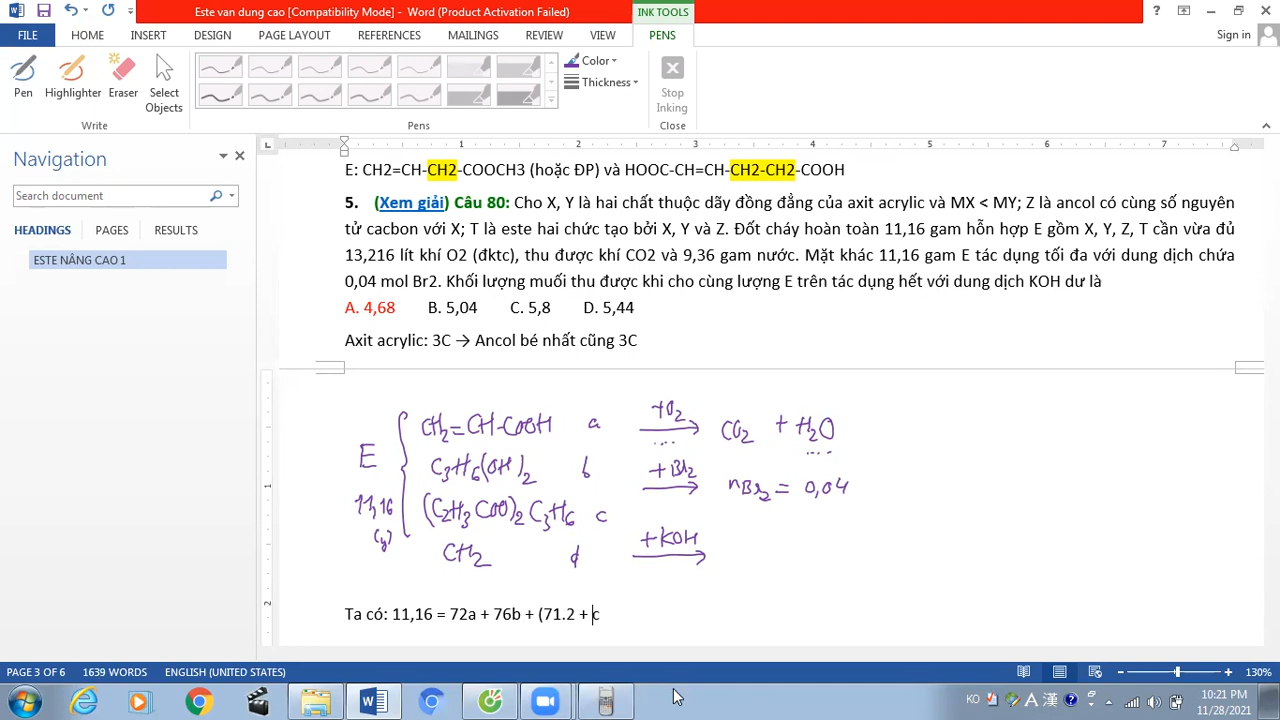 Este van dung cao [Compatibility Mode] - Word (Product Activation Failed)
INK TOOLS
FILE HOME INSERT DESIGN PAGE LAYOUT REFERENCES MAILINGS REVIEW VIEW PENS
Sign in
Pen Highlighter Eraser Select Objects
Color
Thickness
Stop Inking
Write Pens Close
Navigation
Search document
HEADINGS PAGES RESULTS
ESTE NÂNG CAO 1
1 2 3 4 5 6 7
E: CH2=CH-CH2-COOCH3 (hoặc ĐP) và HOOC-CH=CH-CH2-CH2-COOH
5. (Xem giải) Câu 80: Cho X, Y là hai chất thuộc dãy đồng đẳng của axit acrylic và MX < MY; Z là ancol có cùng số nguyên
tử cacbon với X; T là este hai chức tạo bởi X, Y và Z. Đốt cháy hoàn toàn 11,16 gam hỗn hợp E gồm X, Y, Z, T cần vừa đủ
13,216 lít khí O2 (đktc), thu được khí CO2 và 9,36 gam nước. Mặt khác 11,16 gam E tác dụng tối đa với dung dịch chứa
0,04 mol Br2. Khối lượng muối thu được khi cho cùng lượng E trên tác dụng hết với dung dịch KOH dư là
A. 4,68 B. 5,04 C. 5,8 D. 5,44
Axit acrylic: 3C → Ancol bé nhất cũng 3C
CH2=CH-COOH a +O2 → ... CO2 + H2O ...
E C3H6(OH)2 b +Br2 → nBr2 = 0,04
11,16 (C2H3COO)2C3H6 c
(g) CH2 d +KOH →
Ta có: 11,16 = 72a + 76b + (71.2 + c
1
2
PAGE 3 OF 6 1639 WORDS ENGLISH (UNITED STATES) 130%
KO A 漢 10:21 PM
11/28/2021